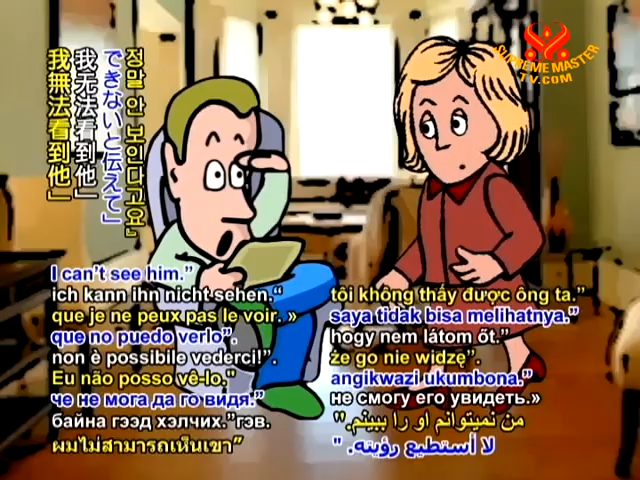 SUPREME MASTER
TV.COM
정말 안 보인다고요』
できないと伝えて」
我无法看到他」
我無法看到他」
I can't see him."
ich kann ihn nicht sehen."
que je ne peux pas le voir. »
que no puedo verlo”.
non è possibile vederci!”.
Eu não posso vê-lo."
че не мога да го видя.”
байна гээд хэлчих.”гэв.
ผมไม่สามารถเห็นเขา”
tôi không thấy được ông ta.”
saya tidak bisa melihatnya.”
hogy nem látom őt.”
że go nie widzę”.
angikwazi ukumbona.”
не смогу его увидеть.»
من نمیتوانم او را ببینم."
لا أستطيع رؤيته. "